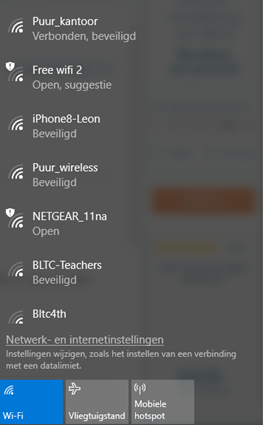 Puur_kantoor
Verbonden, beveiligd
Free wifi 2
Open, suggestie
iPhone8-Leon
Beveiligd
Puur_wireless
Beveiligd
NETGEAR_11na
Open
BLTC-Teachers
Beveiligd
Bltc4th
Netwerk- en internetinstellingen
Instellingen wijzigen, zoals het instellen van een verbinding
met een datalimiet.
Wi-Fi
Vliegtuigstand
Mobiele
hotspot